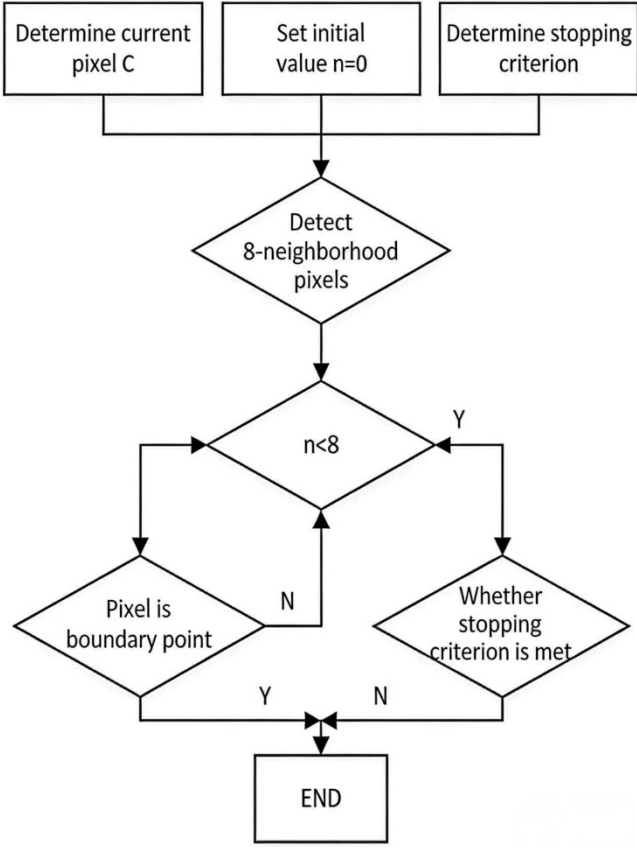 Determine current
pixel C
Set initial
value n=0
Determine stopping
criterion
Detect
8-neighborhood
pixels
n<8
Y
Pixel is
boundary point
N
Whether
stopping
criterion is met
Y
N
END